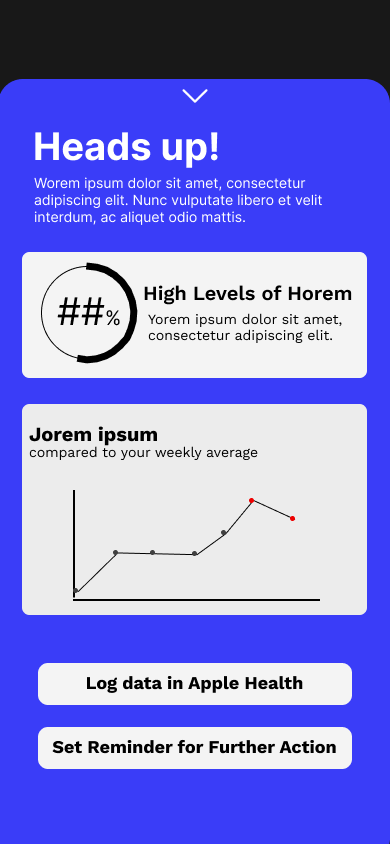 Heads up!
Worem ipsum dolor sit amet, consectetur
adipiscing elit. Nunc vulputate libero et velit
interdum, ac aliquet odio mattis.
##%
High Levels of Horem
Yorem ipsum dolor sit amet,
consectetur adipiscing elit.
Jorem ipsum
compared to your weekly average
Log data in Apple Health
Set Reminder for Further Action